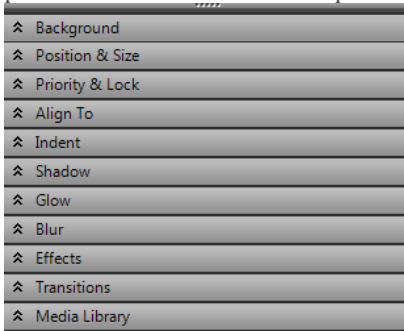 Background
Position & Size
Priority & Lock
Align To
Indent
Shadow
Glow
Blur
Effects
Transitions
Media Library